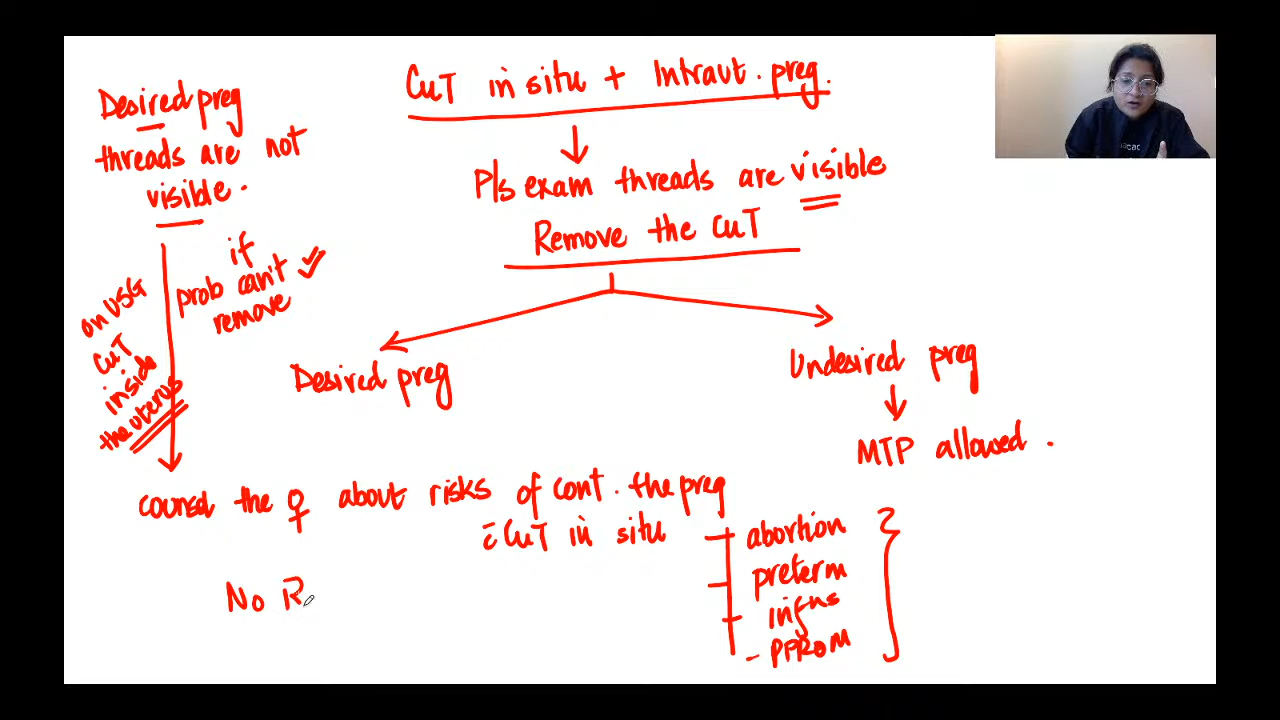 CuT in situ + Intraut. preg.
P/s exam threads are visible
Remove the CuT
Desired preg
Undesired preg
MTP allowed.
Desired preg
threads are not
visible.
if
prob can't
remove
on USG
CuT
inside
the uterus
counsel the ♀ about risks of cont. the preg
c̄ CuT in situ
abortion
preterm
infns
- PPROM
No R